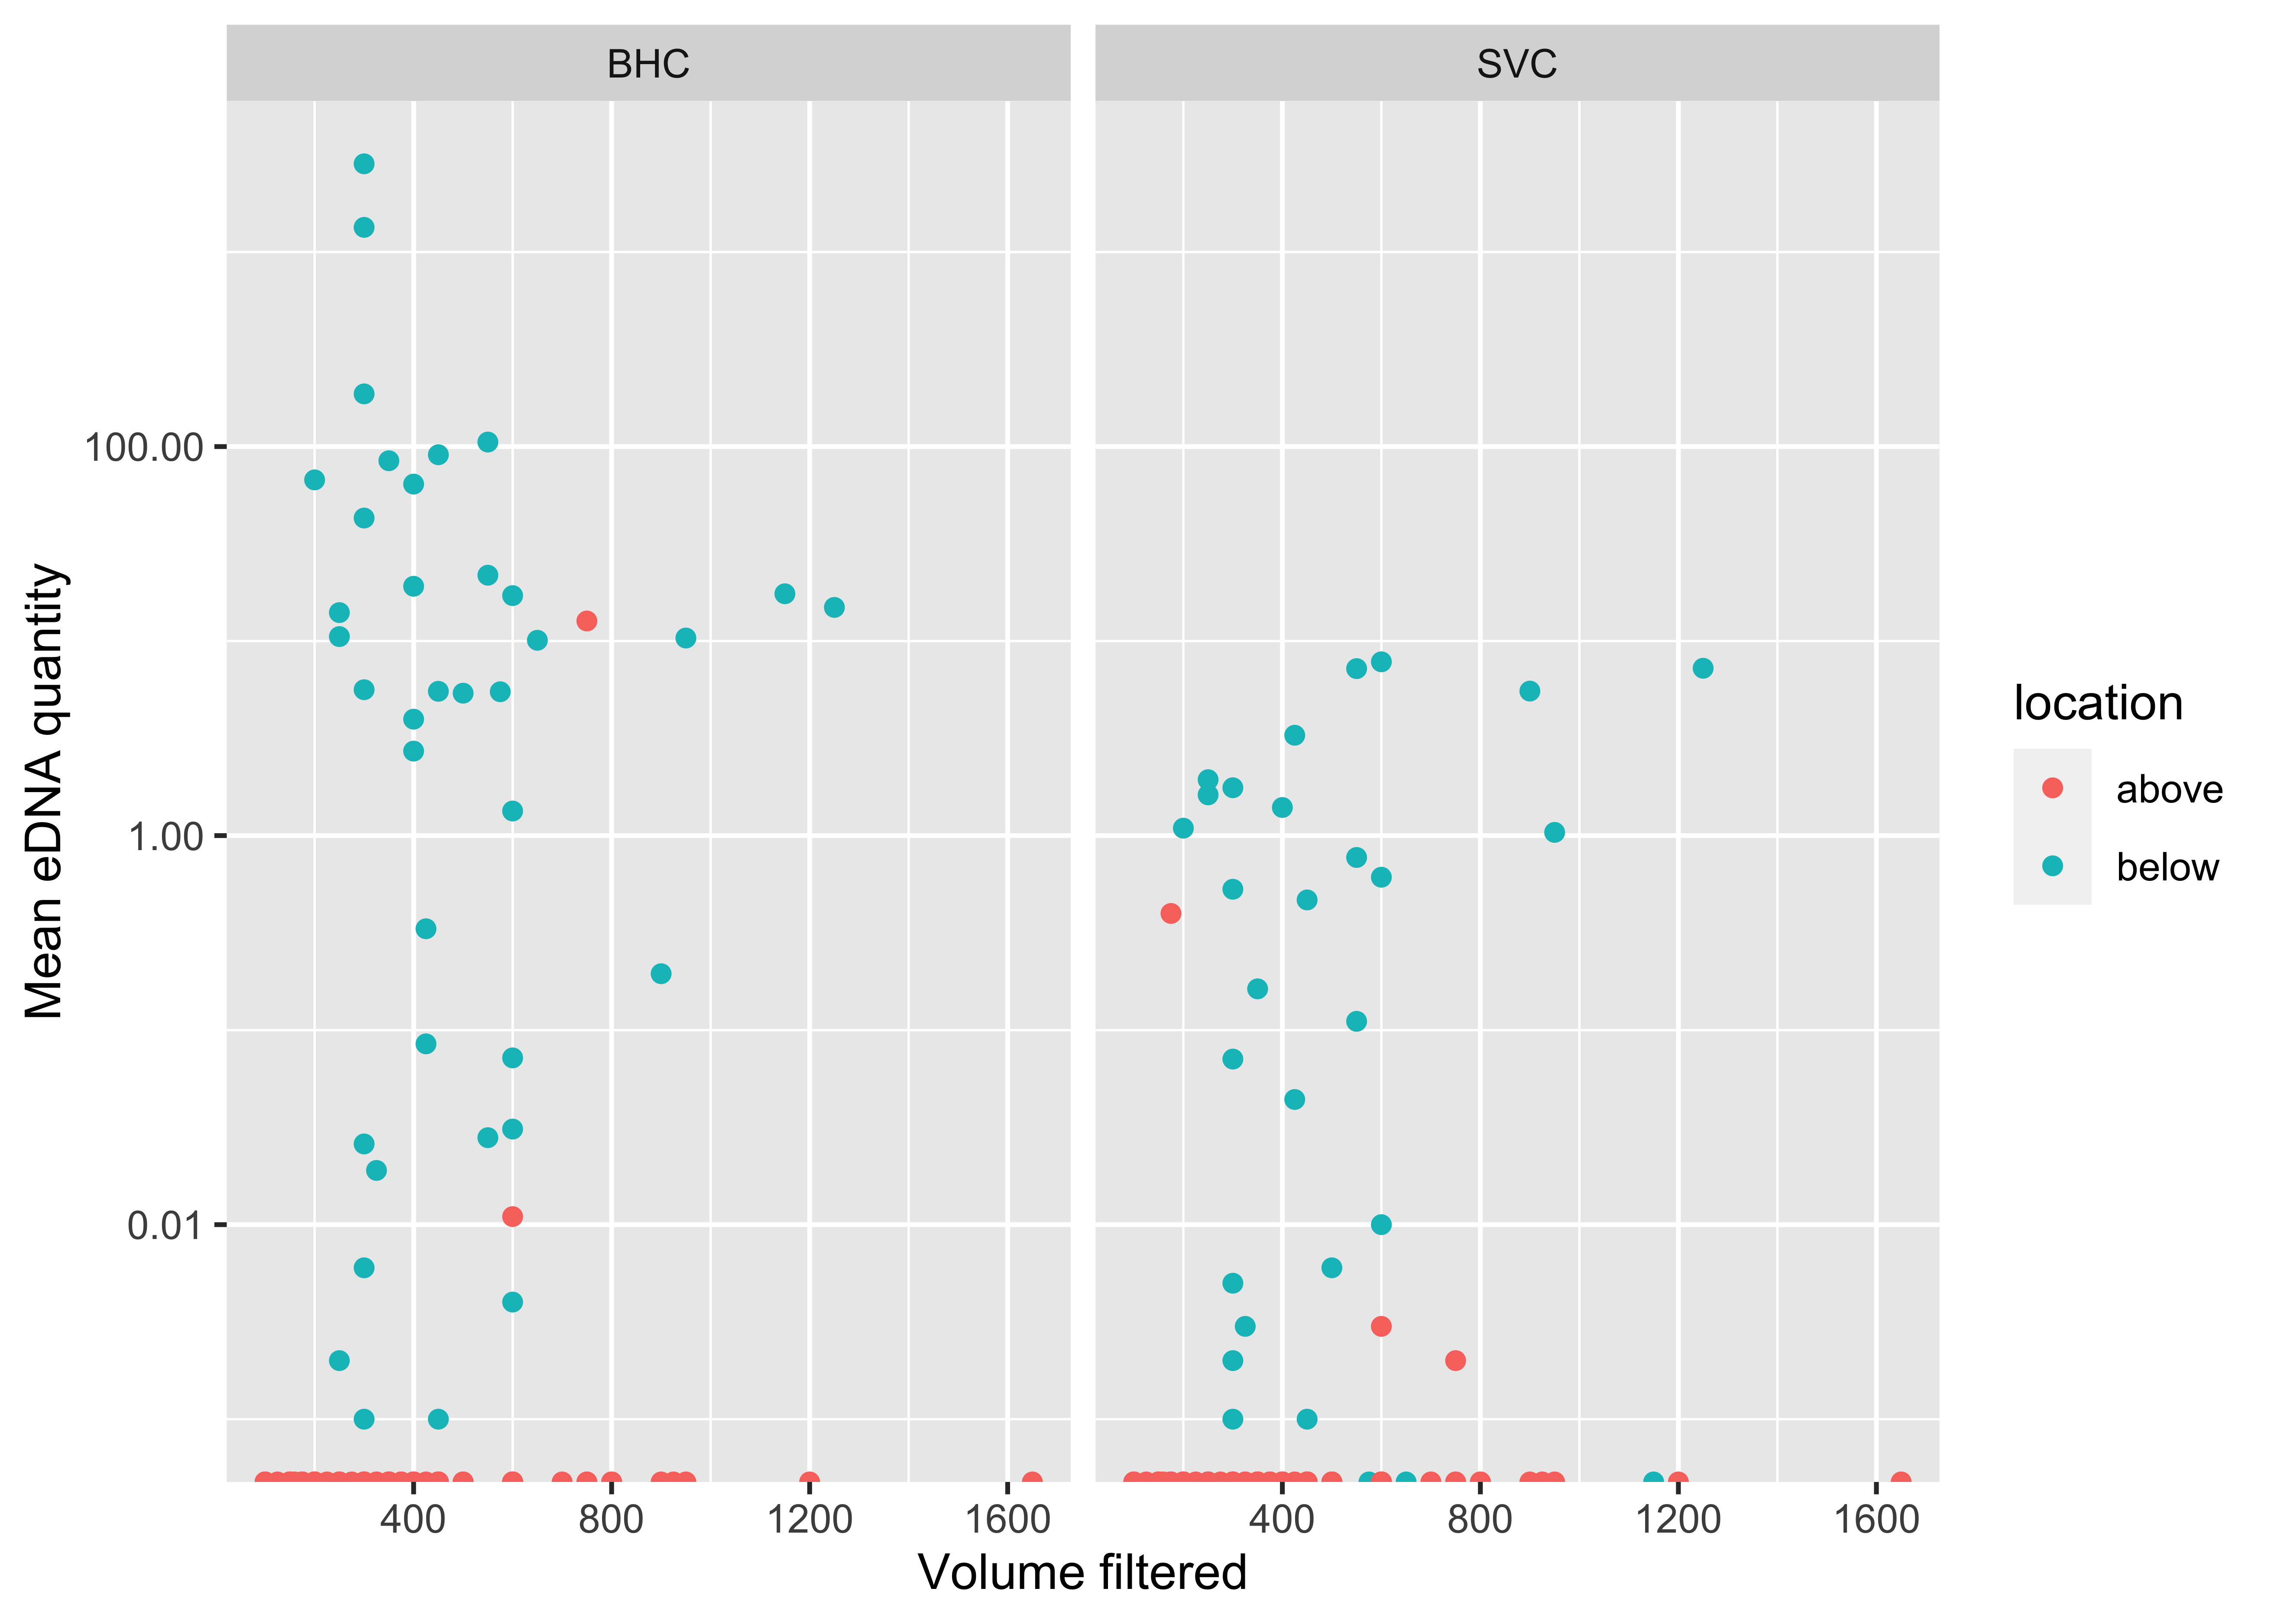 BHC
SVC
Mean eDNA quantity
100.00
1.00
0.01
400 800 1200 1600
400 800 1200 1600
Volume filtered
location
above
below